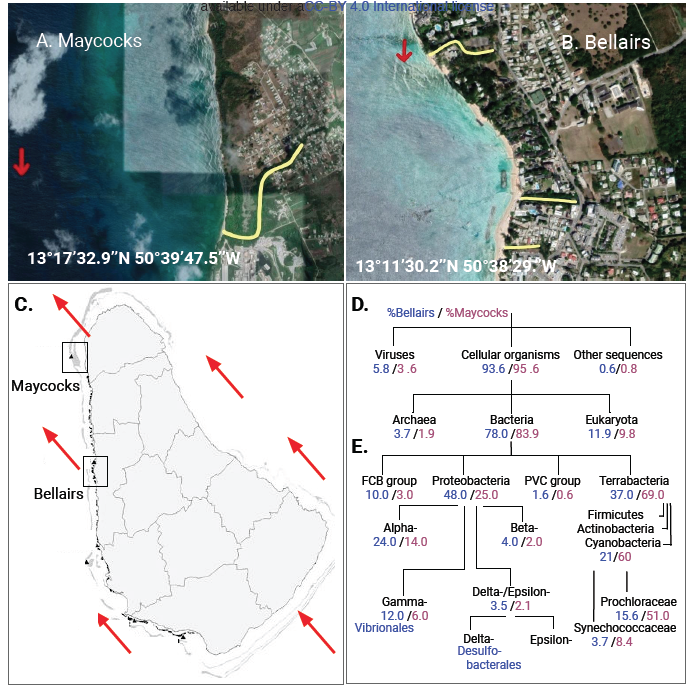 available under aCC-BY 4.0 International license.
A. Maycocks
B. Bellairs
13°17’32.9”N 50°39’47.5”W
13°11’30.2”N 50°38’29.”W
C.
Maycocks
Bellairs
D.
%Bellairs / %Maycocks
Viruses
5.8 /3 .6
Cellular organisms
93.6 /95 .6
Other sequences
0.6/0.8
Archaea
3.7 /1.9
Bacteria
78.0 /83.9
Eukaryota
11.9 /9.8
E.
FCB group
10.0 /3.0
Proteobacteria
48.0 /25.0
PVC group
1.6 /0.6
Terrabacteria
37.0 /69.0
Firmicutes
Actinobacteria
Cyanobacteria
21/60
Alpha-
24.0 /14.0
Beta-
4.0 /2.0
Gamma-
12.0 /6.0
Vibrionales
Delta-/Epsilon-
3.5 /2.1
Prochloraceae
15.6 /51.0
Synechococcaceae
3.7 /8.4
Delta-
Desulfo-
bacterales
Epsilon-